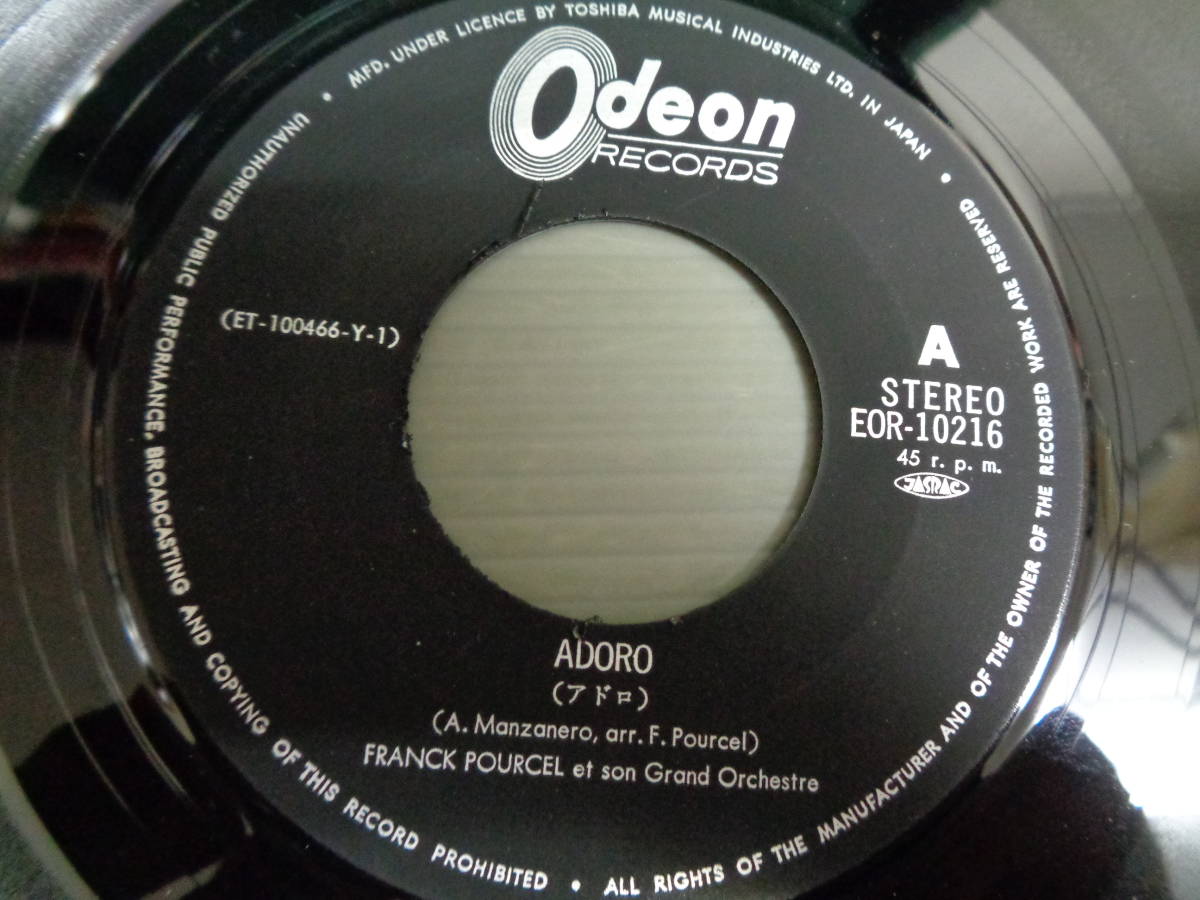 MFD. UNDER LICENCE BY TOSHIBA MUSICAL INDUSTRIES LTD. IN JAPAN •
Odeon
RECORDS
(ET-100466-Y-1)
A
STEREO
EOR-10216
45 r. p. m.
JASRAC
ADORO
(アドロ)
(A. Manzanero, arr. F. Pourcel)
FRANCK POURCEL et son Grand Orchestre
ALL RIGHTS OF THE MANUFACTURER AND OF THE OWNER OF THE RECORDED WORK ARE RESERVED •
UNAUTHORIZED PUBLIC PERFORMANCE, BROADCASTING AND COPYING OF THIS RECORD PROHIBITED •